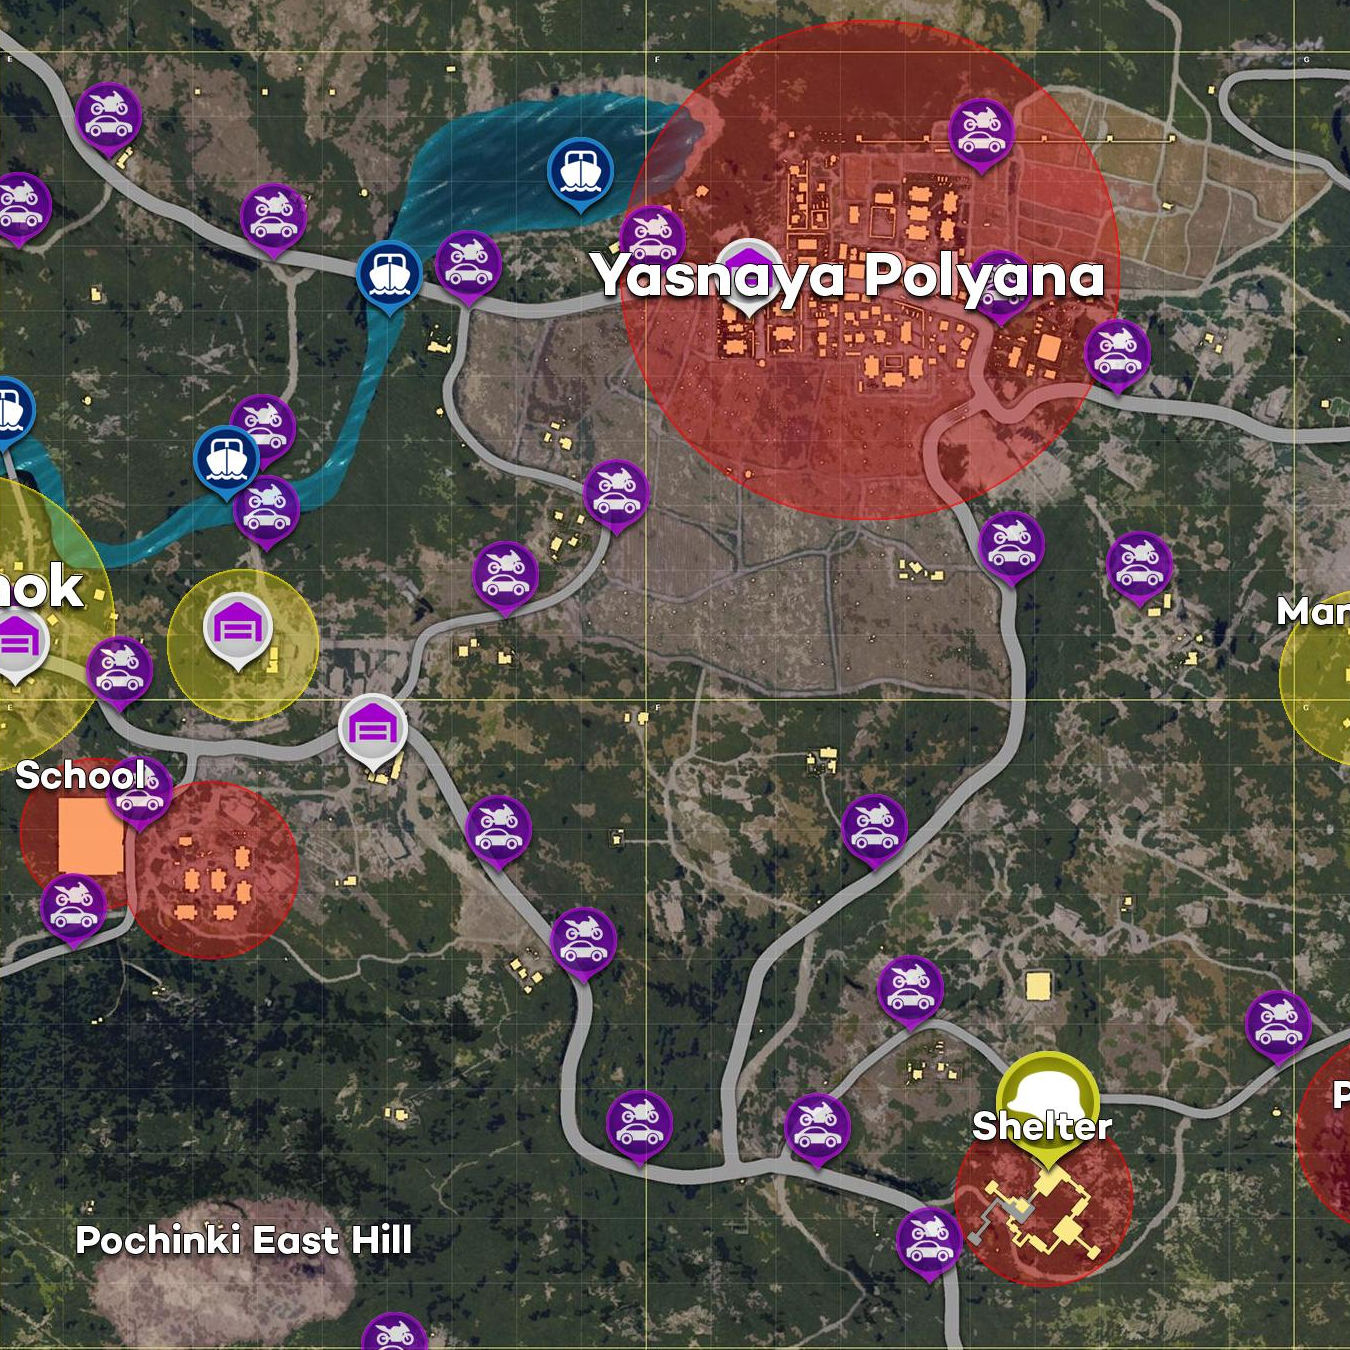 E
F
G
Yasnaya Polyana
nok
Mar
E
F
G
School
P
Shelter
Pochinki East Hill